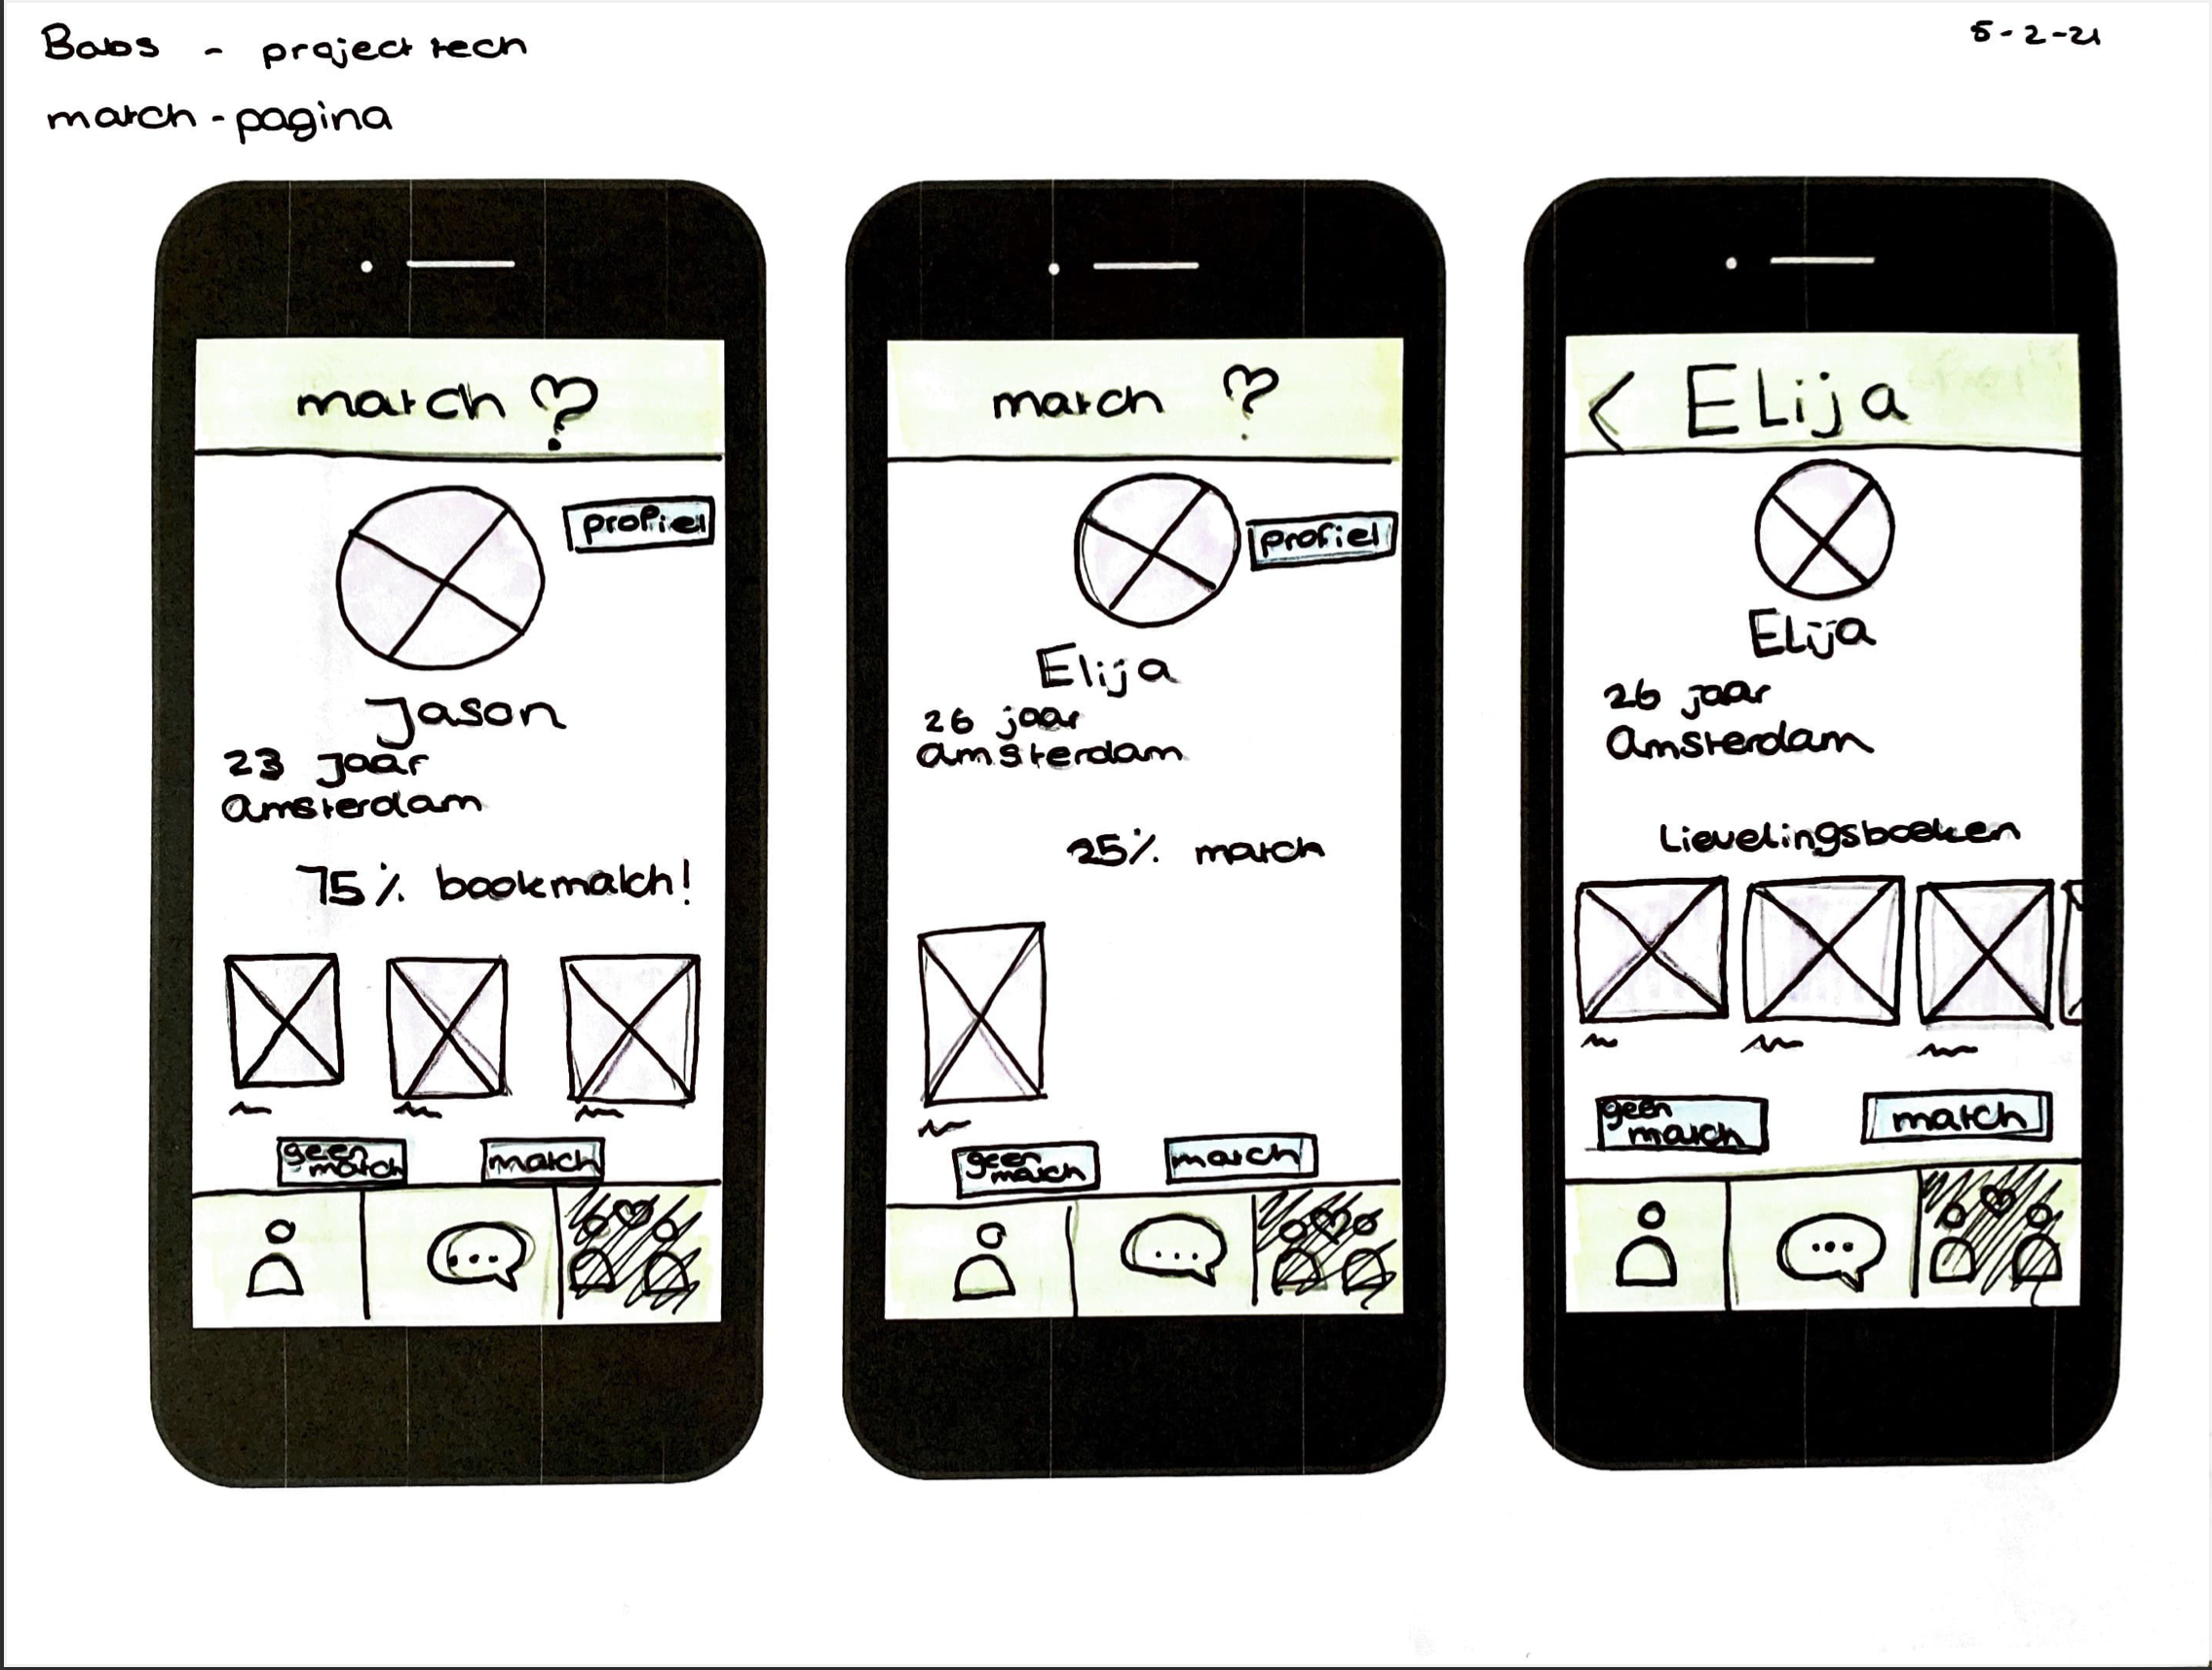 Babs - project tech
5-2-21
match - pagina
match ?
profiel
Jason
23 jaar
Amsterdam
75% bookmatch!
geen
match
match
match ?
profiel
Elija
26 jaar
Amsterdam
25% match
geen
match
match
< Elija
Elija
26 jaar
Amsterdam
Lievelingsboeken
geen
match
match